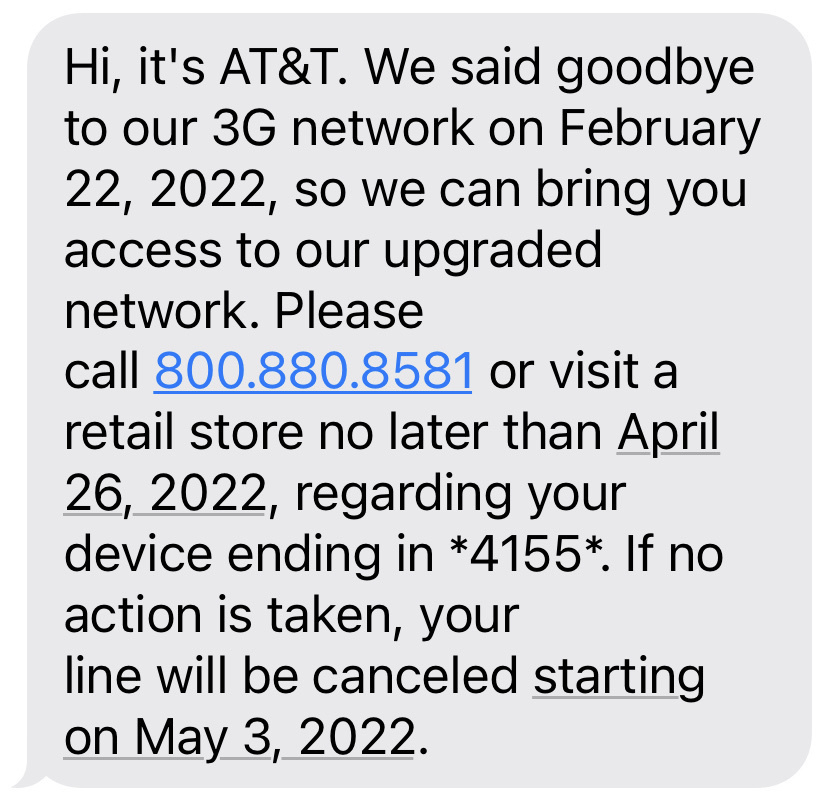 Hi, it's AT&T. We said goodbye
to our 3G network on February
22, 2022, so we can bring you
access to our upgraded
network. Please
call 800.880.8581 or visit a
retail store no later than April
26, 2022, regarding your
device ending in *4155*. If no
action is taken, your
line will be canceled starting
on May 3, 2022.